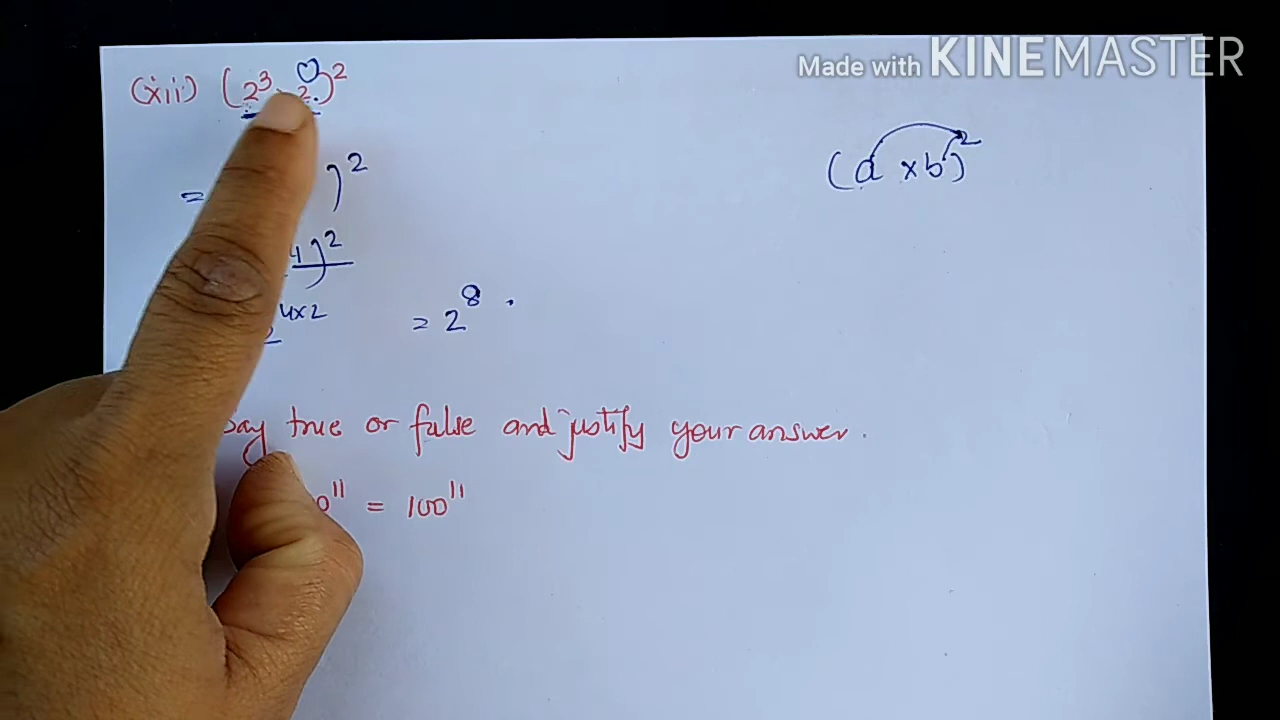 Made with KINEMASTER
(xii) (2³ 2)²
(a × b)²
= )²
4)²
4×2 = 2⁸ .
Say true or false and justify your answer.
0¹¹ = 100¹¹